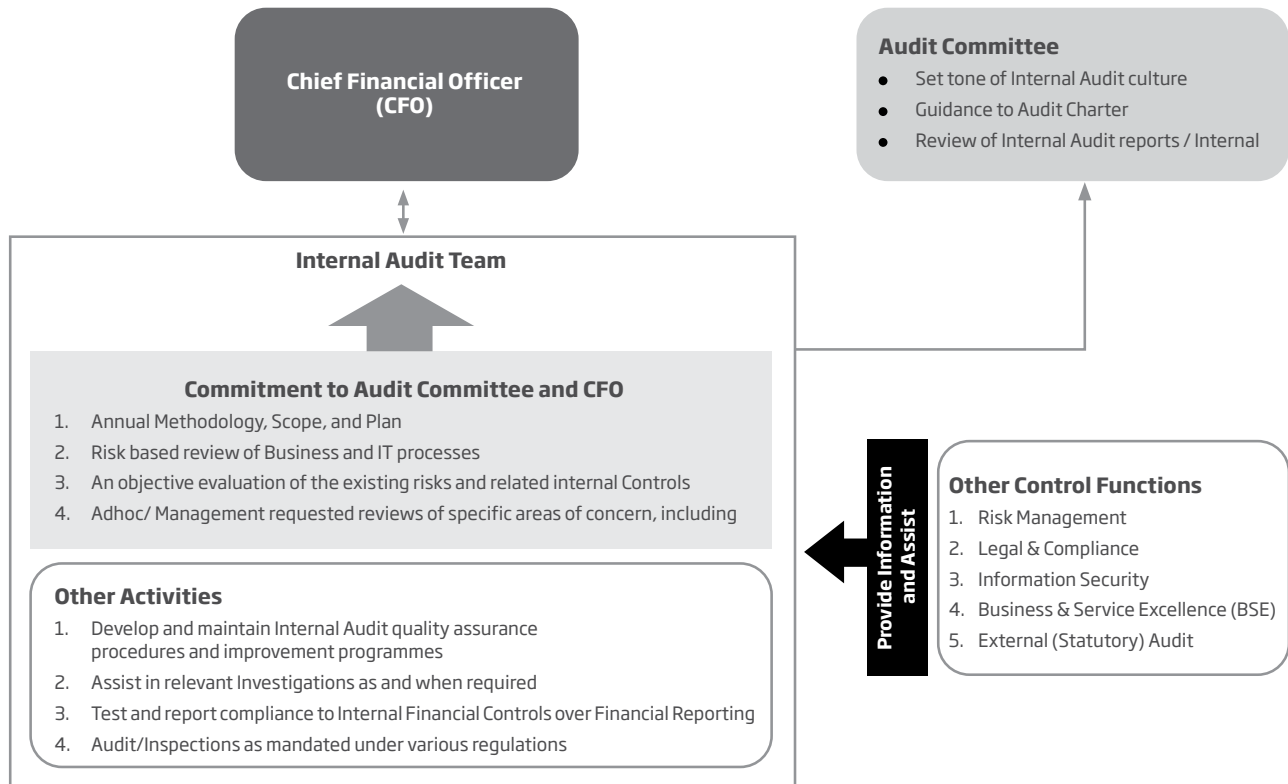 Chief Financial Officer
(CFO)
Audit Committee
● Set tone of Internal Audit culture
● Guidance to Audit Charter
● Review of Internal Audit reports / Internal
Internal Audit Team
Commitment to Audit Committee and CFO
1. Annual Methodology, Scope, and Plan
2. Risk based review of Business and IT processes
3. An objective evaluation of the existing risks and related internal Controls
4. Adhoc/ Management requested reviews of specific areas of concern, including
Other Activities
1. Develop and maintain Internal Audit quality assurance
procedures and improvement programmes
2. Assist in relevant Investigations as and when required
3. Test and report compliance to Internal Financial Controls over Financial Reporting
4. Audit/Inspections as mandated under various regulations
Provide Information
and Assist
Other Control Functions
1. Risk Management
2. Legal & Compliance
3. Information Security
4. Business & Service Excellence (BSE)
5. External (Statutory) Audit